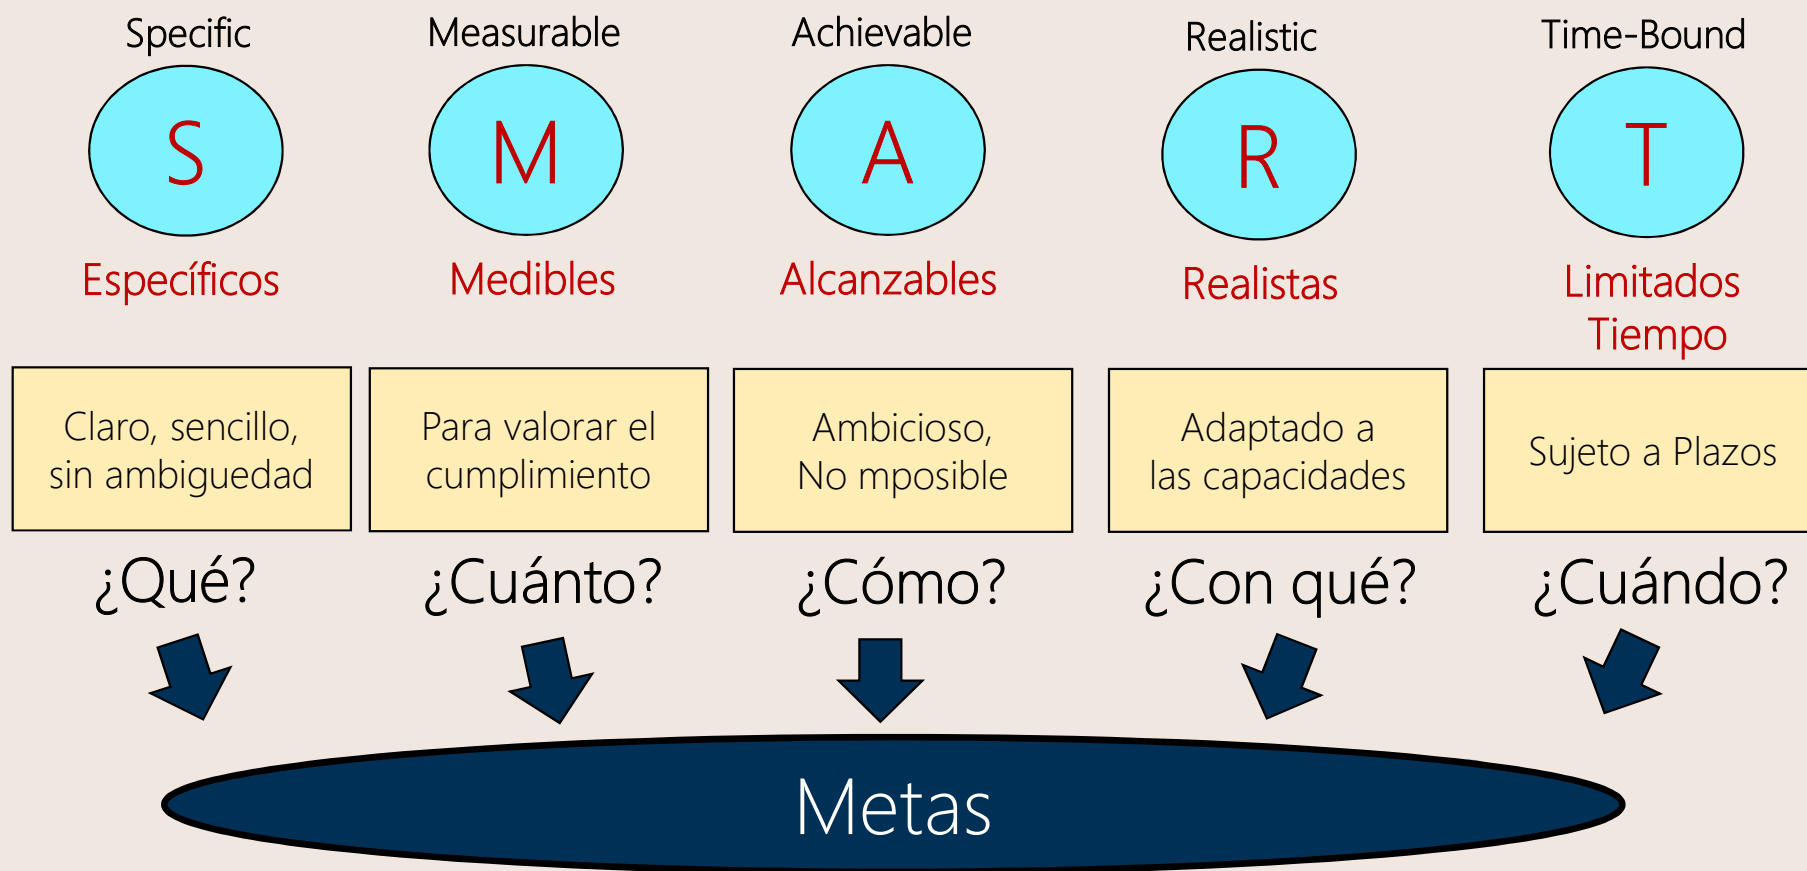 Specific
Measurable
Achievable
Realistic
Time-Bound
S
M
A
R
T
Específicos
Medibles
Alcanzables
Realistas
Limitados
Tiempo
Claro, sencillo,
sin ambiguedad
Para valorar el
cumplimiento
Ambicioso,
No mposible
Adaptado a
las capacidades
Sujeto a Plazos
¿Qué?
¿Cuánto?
¿Cómo?
¿Con qué?
¿Cuándo?
Metas